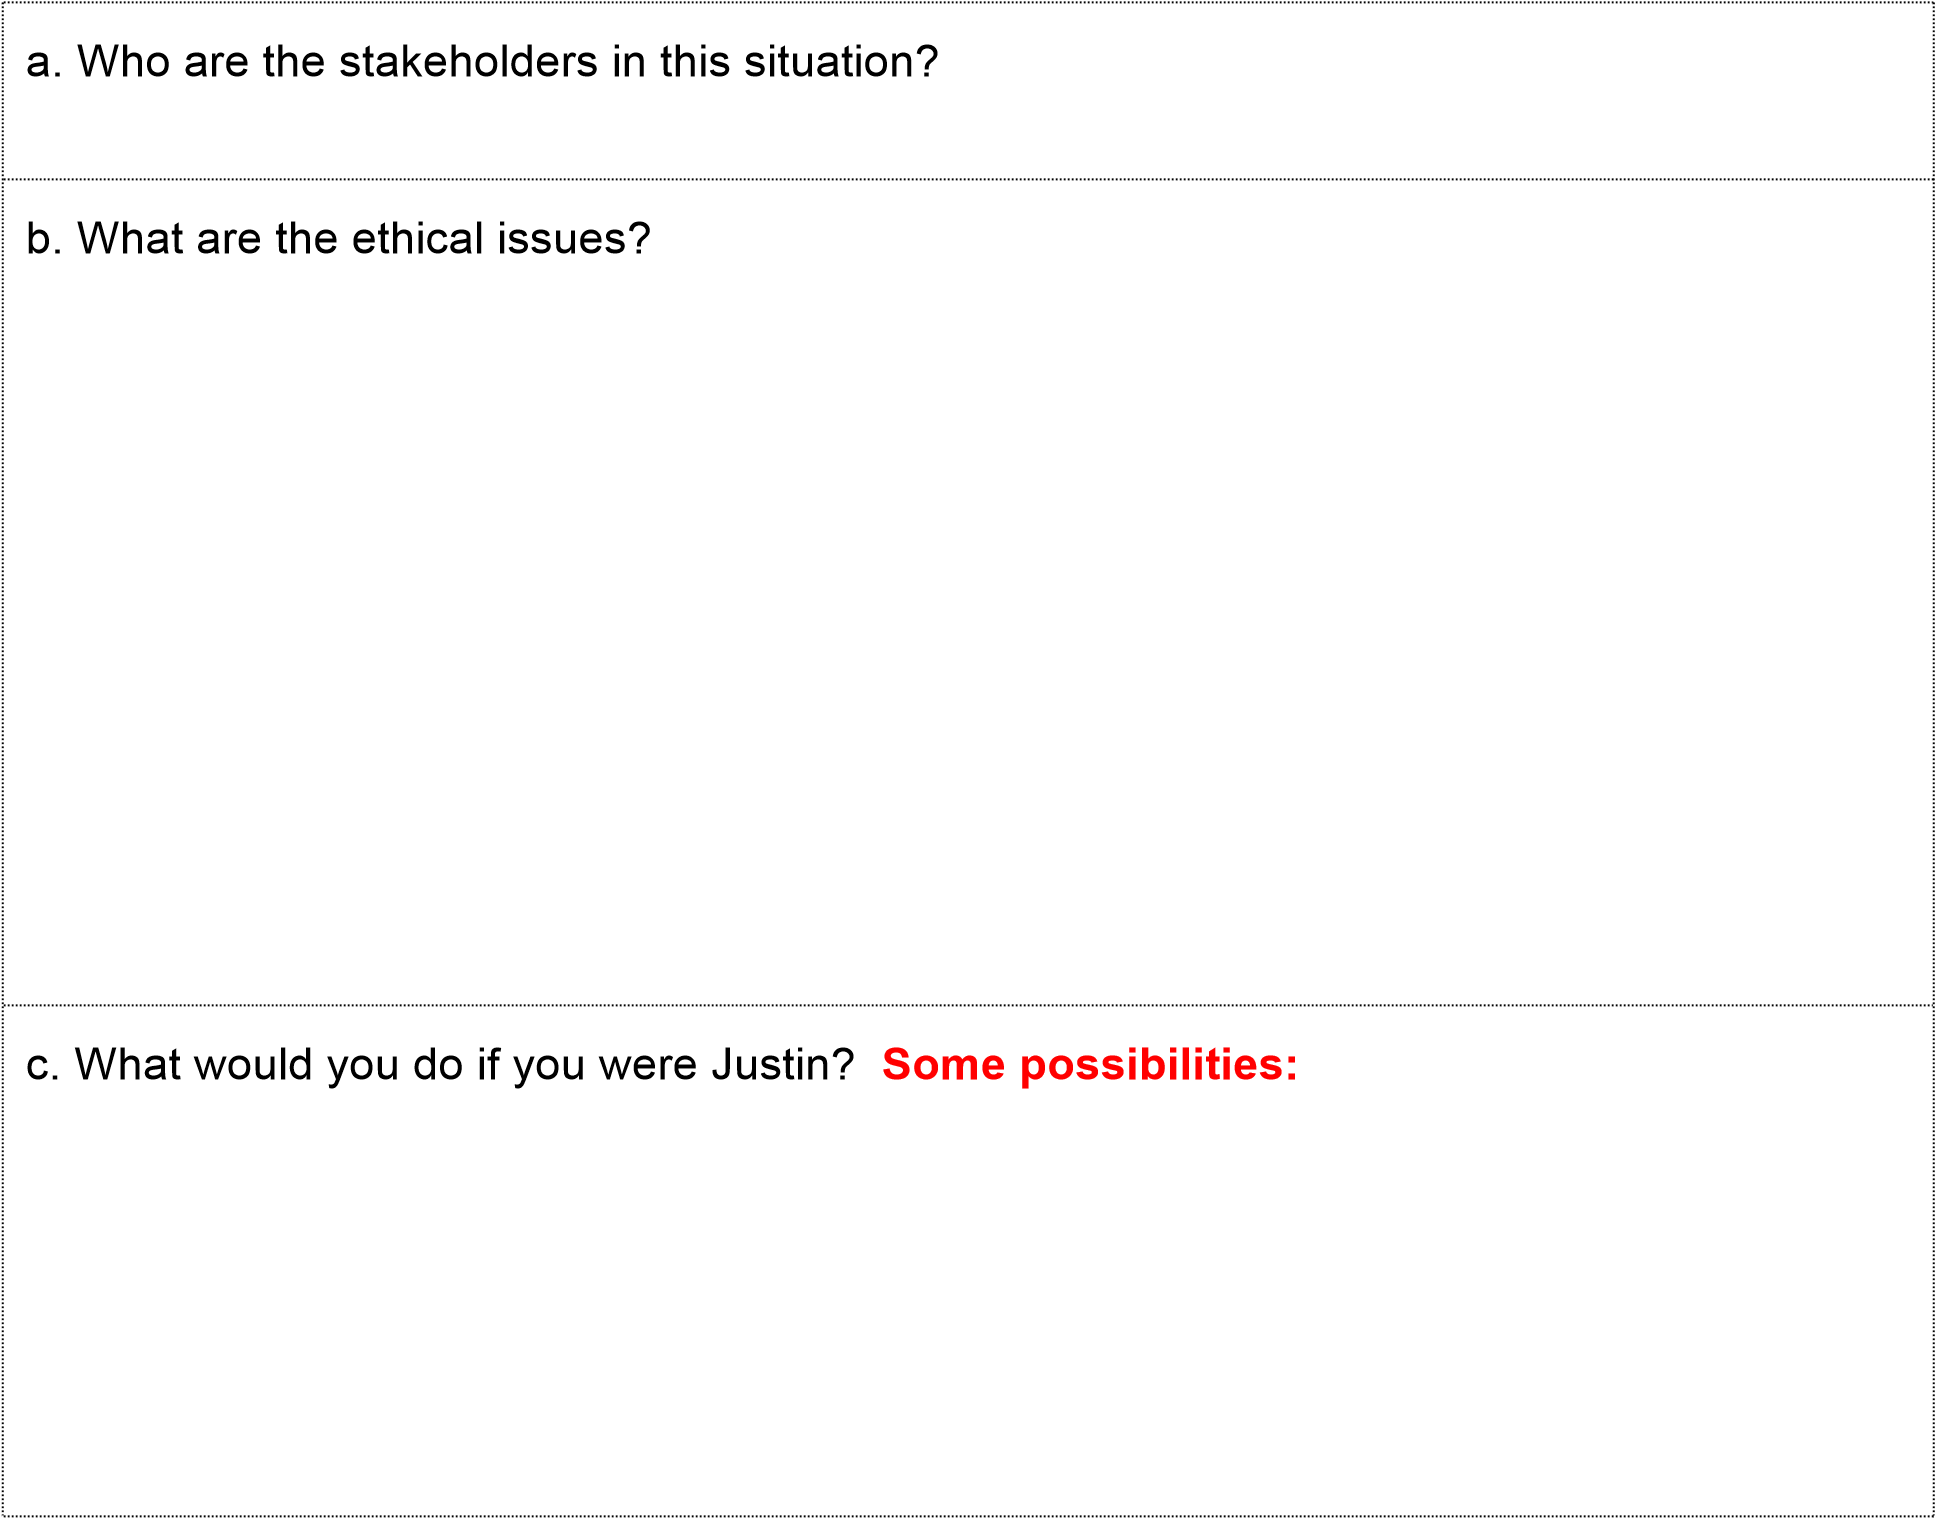 a. Who are the stakeholders in this situation?
b. What are the ethical issues?
c. What would you do if you were Justin? Some possibilities: